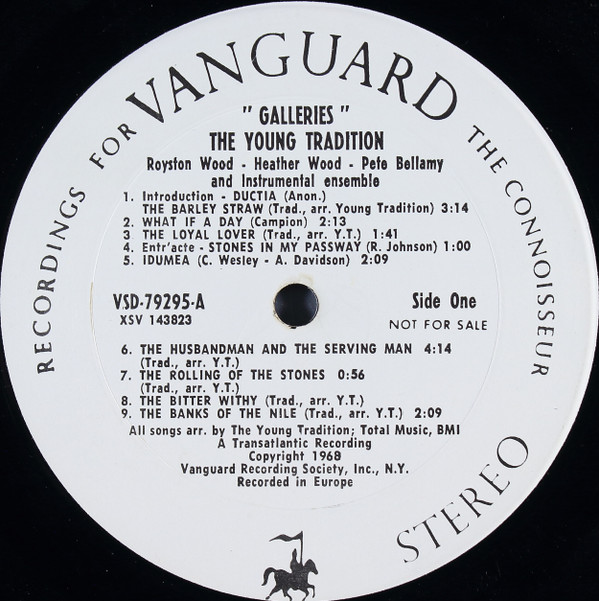 RECORDINGS FOR VANGUARD THE CONNOISSEUR
" GALLERIES "
THE YOUNG TRADITION
Royston Wood - Heather Wood - Pete Bellamy
and Instrumental ensemble
1. Introduction - DUCTIA (Anon.)
THE BARLEY STRAW (Trad., arr. Young Tradition) 3:14
2. WHAT IF A DAY (Campion) 2:13
3. THE LOYAL LOVER (Trad., arr. Y.T.) 1:41
4. Entr'acte - STONES IN MY PASSWAY (R. Johnson) 1:00
5. IDUMEA (C. Wesley - A. Davidson) 2:09
VSD-79295-A Side One
XSV 143823 NOT FOR SALE
6. THE HUSBANDMAN AND THE SERVING MAN 4:14
(Trad., arr. Y.T.)
7. THE ROLLING OF THE STONES 0:56
(Trad., arr. Y.T.)
8. THE BITTER WITHY (Trad., arr. Y.T.)
9. THE BANKS OF THE NILE (Trad., arr. Y.T.) 2:09
All songs arr. by The Young Tradition; Total Music, BMI
A Transatlantic Recording
Copyright 1968
Vanguard Recording Society, Inc., N.Y.
Recorded in Europe
STEREO